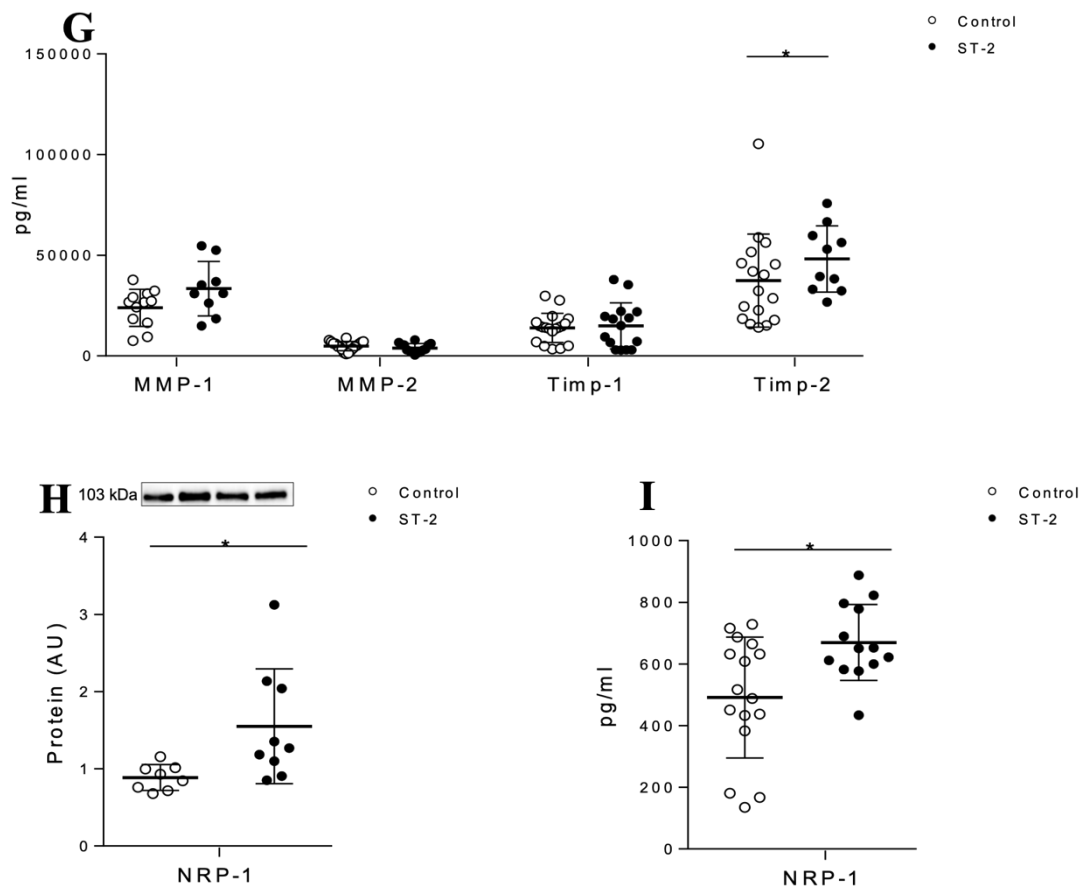 G
Control
ST-2
*
150000
100000
50000
0
pg/ml
MMP-1 MMP-2 Timp-1 Timp-2
H 103 kDa
Control
ST-2
*
4
3
2
1
0
Protein (AU)
NRP-1
I
Control
ST-2
*
1000
800
600
400
200
0
pg/ml
NRP-1